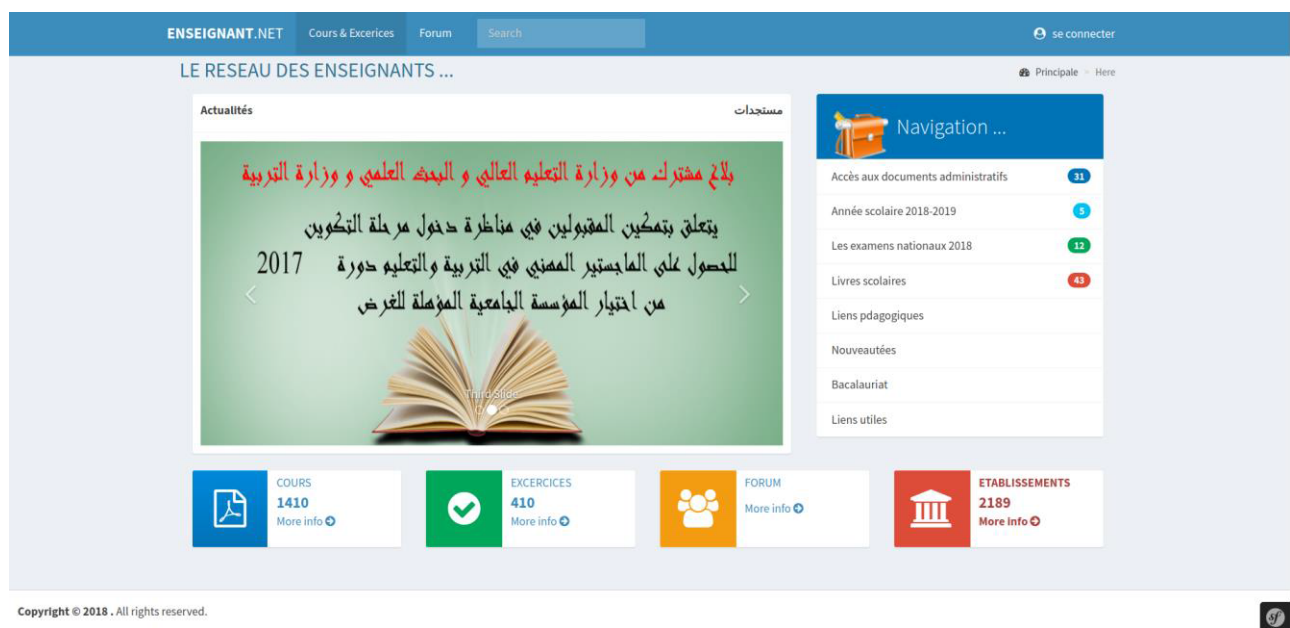 ENSEIGNANT.NET Cours & Excerices Forum Search se connecter
LE RESEAU DES ENSEIGNANTS ... Principale > Here
Actualités مستجدات
بلاغ مشترك من وزارة التعليم العالي و البحث العلمي و وزارة التربية
يتعلق بتمكين المقبولين في مناظرة دخول مرحلة التكوين
للحصول على الماجستير المهني في التربية والتعليم دورة 2017
من اختيار المؤسسة الجامعية المؤهلة للغرض
Third Slide
Navigation ...
Accès aux documents administratifs 31
Année scolaire 2018-2019 5
Les examens nationaux 2018 12
Livres scolaires 43
Liens pdagogiques
Nouveautées
Bacalauriat
Liens utiles
COURS
1410
More info
EXCERCICES
410
More info
FORUM
More info
ETABLISSEMENTS
2189
More info
Copyright © 2018 . All rights reserved.
sf